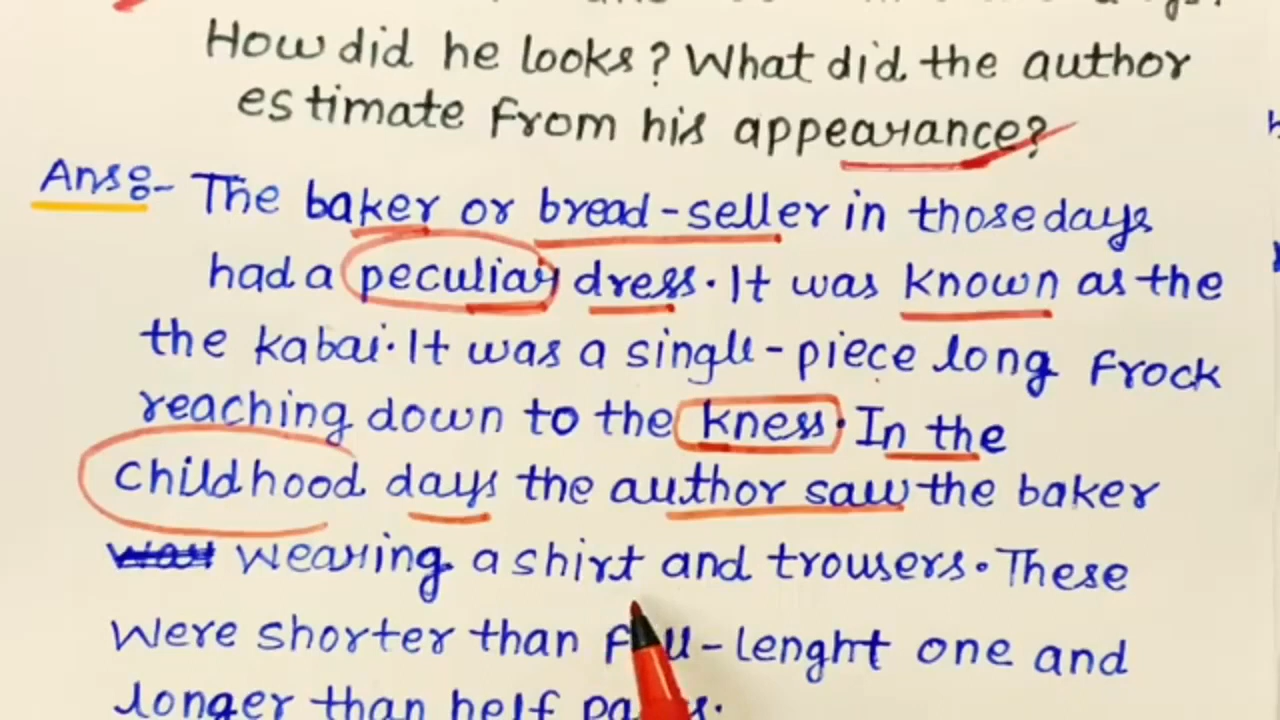 How did he looks? What did the author
estimate from his appearance?
Ans:- The baker or bread-seller in those days
had a peculiar dress. It was known as the
the kabai. It was a single-piece long frock
reaching down to the kness. In the
childhood days the author saw the baker
wearing a shirt and trousers. These
were shorter than full-lenght one and
longer than helf